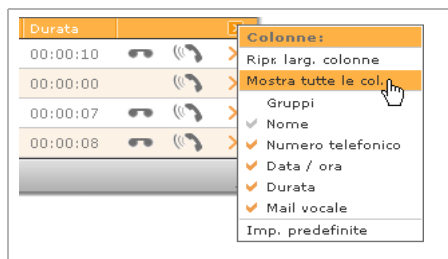 Durata
Colonne:
00:00:10
Ripr. larg. colonne
00:00:00
Mostra tutte le col.
Gruppi
00:00:07
Nome
Numero telefonico
00:00:08
Data / ora
Durata
Mail vocale
Imp. predefinite